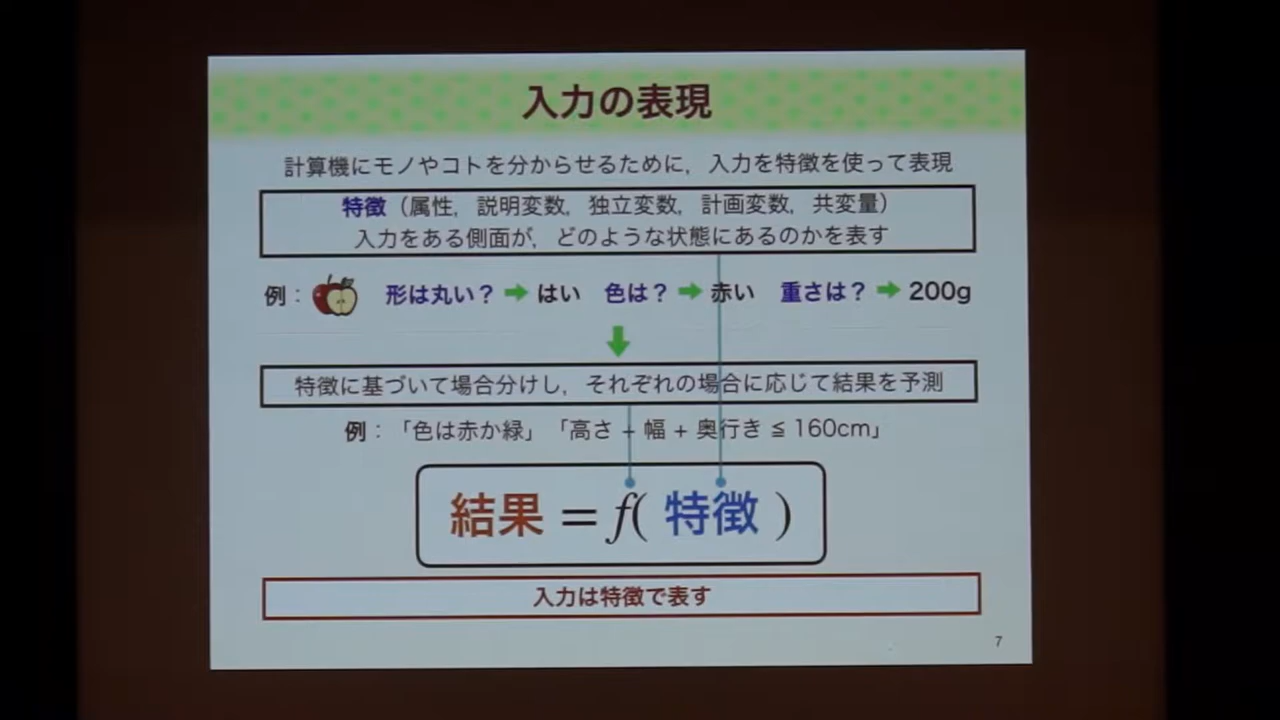 入力の表現
計算機にモノやコトを分からせるために，入力を特徴を使って表現
特徴（属性，説明変数，独立変数，計画変数，共変量）
入力をある側面が，どのような状態にあるのかを表す
例： 形は丸い？ ➡ はい 色は？ ➡ 赤い 重さは？ ➡ 200g
特徴に基づいて場合分けし，それぞれの場合に応じて結果を予測
例：「色は赤か緑」「高さ + 幅 + 奥行き ≦ 160cm」
結果 = f( 特徴 )
入力は特徴で表す
7